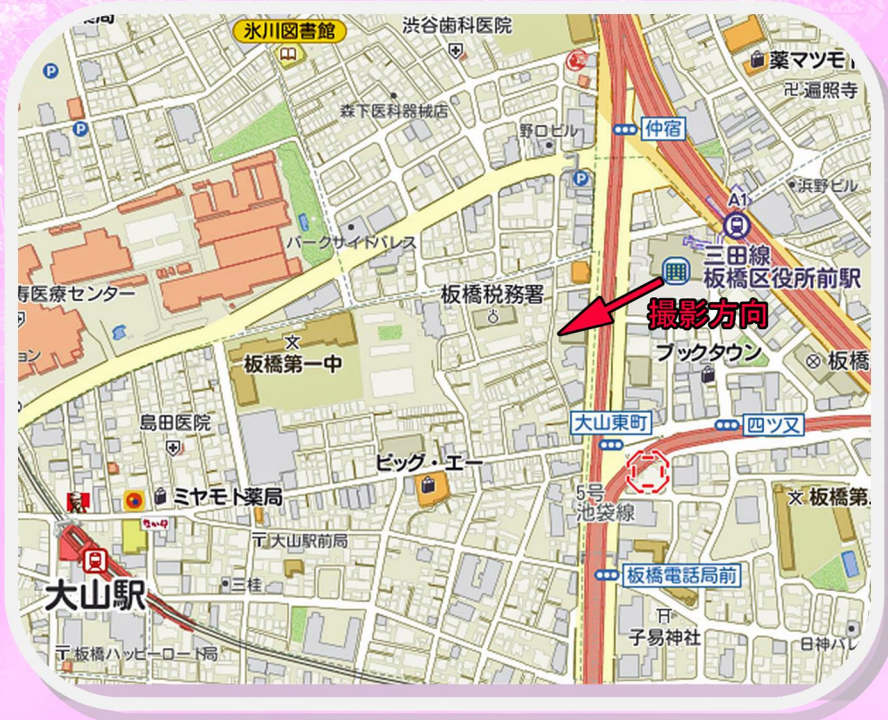 薬局
氷川図書館
渋谷歯科医院
薬マツモト
卍遍照寺
P
森下医科器械店
P
野口ビル
仲宿
P
浜野ビル
A1
パークサイドパレス
三田線
板橋区役所前駅
寿医療センター
板橋税務署
撮影方向
文
板橋第一中
ブックタウン
板橋
島田医院
大山東町
四ツ又
ビッグ・エー
ミヤモト薬局
5号
池袋線
文 板橋第
〒大山駅前局
大山駅
三桂
板橋電話局前
子易神社
日神パレ
〒板橋ハッピーロード局